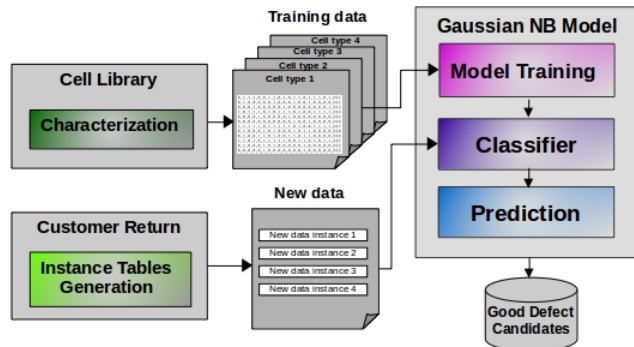 Training data
Cell type 4
Cell type 3
Cell type 2
Cell type 1
Cell Library
Characterization
Gaussian NB Model
Model Training
Classifier
Prediction
New data
New data instance 1
New data instance 2
New data instance 3
New data instance 4
Customer Return
Instance Tables
Generation
Good Defect
Candidates